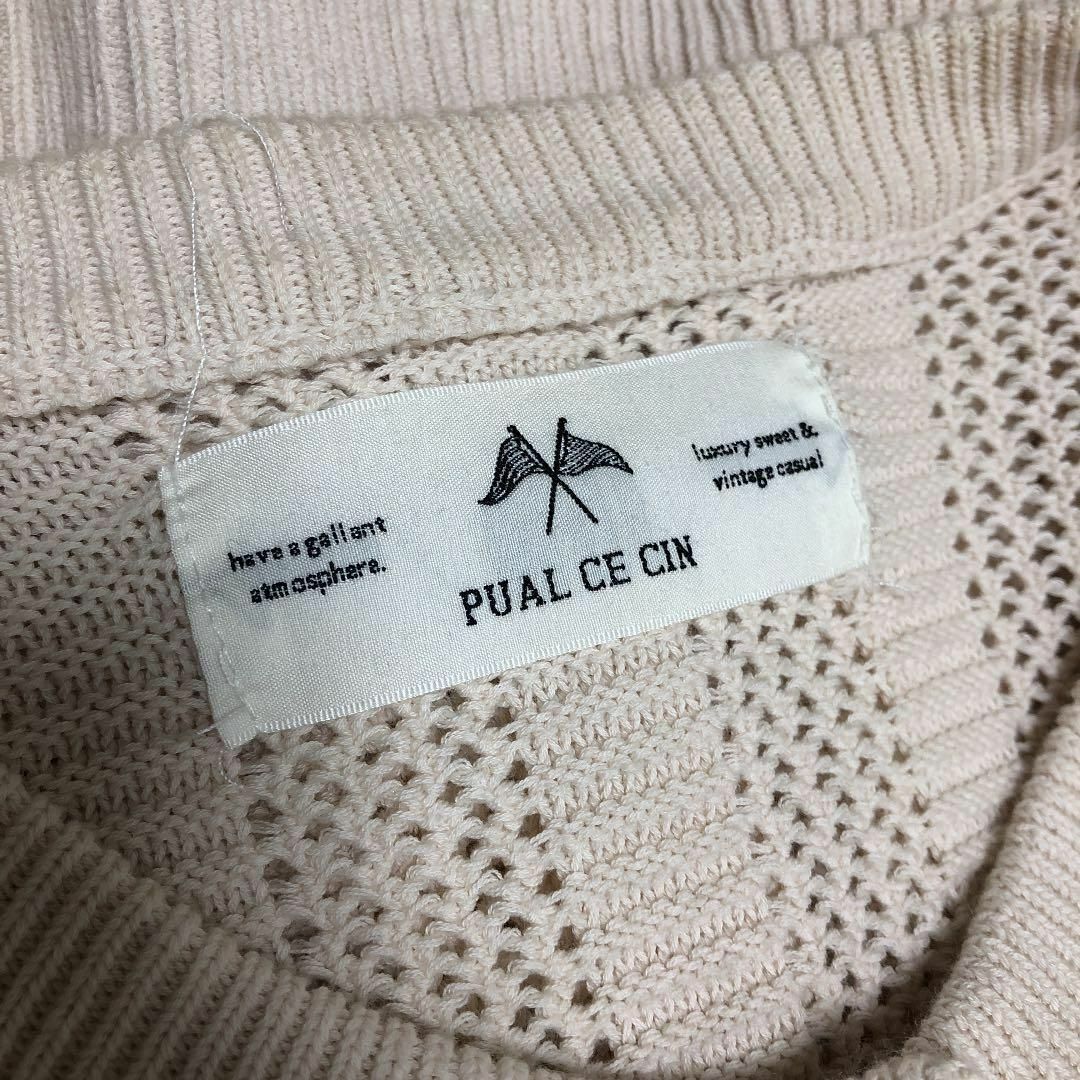 have a gallant
atmosphere.
PUAL CE CIN
luxury sweet &
vintage casual